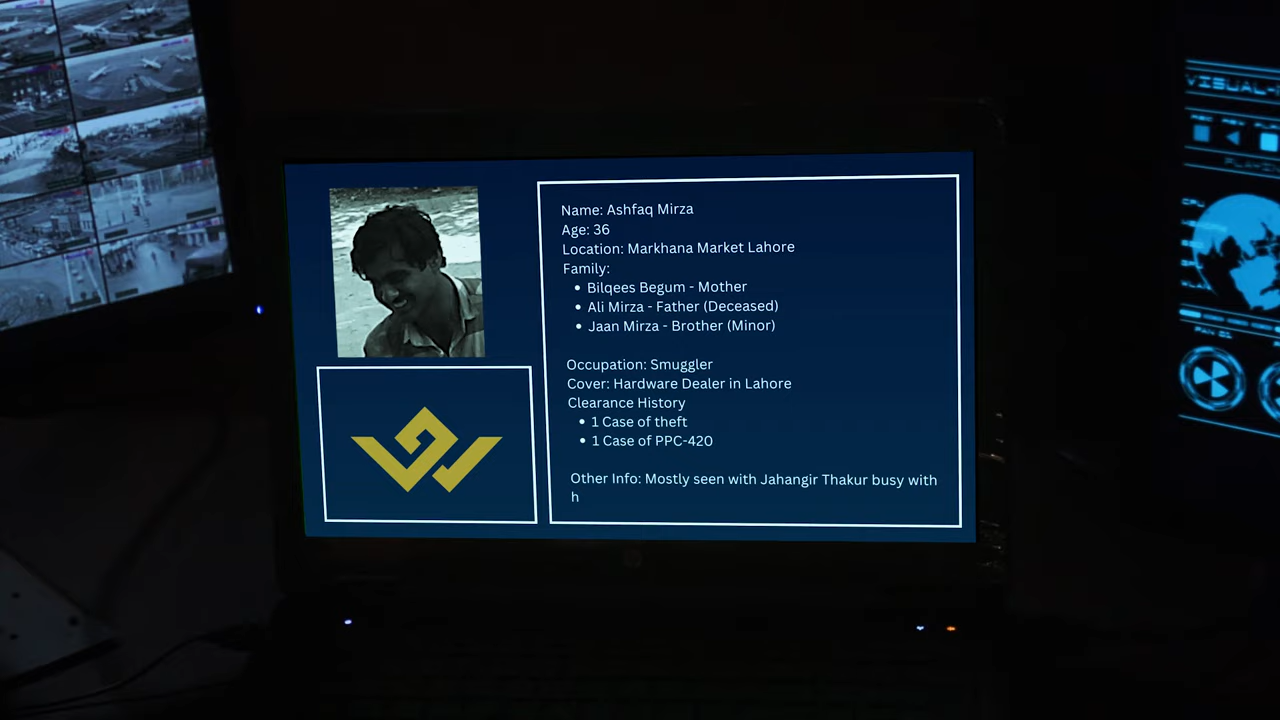 Name: Ashfaq Mirza
Age: 36
Location: Markhana Market Lahore
Family:
• Bilqees Begum - Mother
• Ali Mirza - Father (Deceased)
• Jaan Mirza - Brother (Minor)
Occupation: Smuggler
Cover: Hardware Dealer in Lahore
Clearance History
• 1 Case of theft
• 1 Case of PPC-420
Other Info: Mostly seen with Jahangir Thakur busy with
h